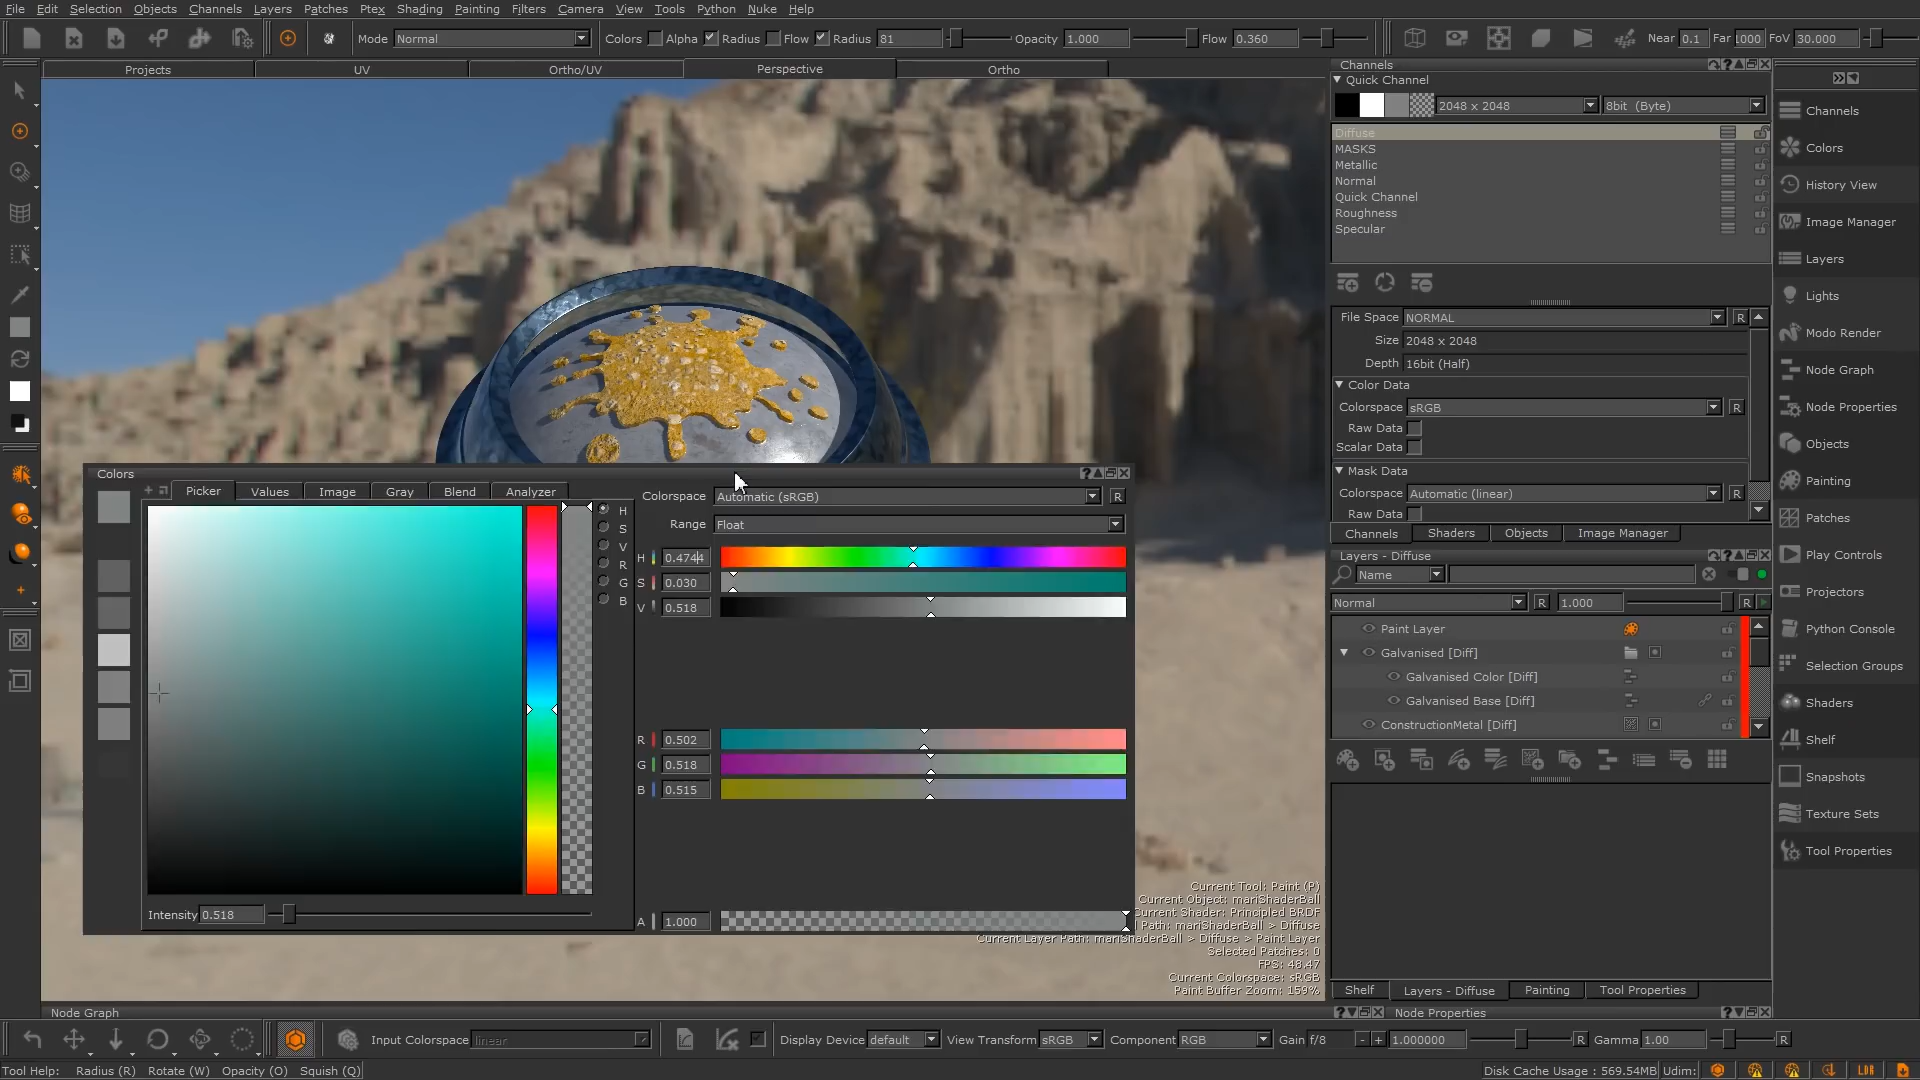 File Edit Selection Objects Channels Layers Patches Ptex Shading Painting Filters Camera View Tools Python Nuke Help
Mode Normal Colors Alpha Radius Flow Radius 81 Opacity 1.000 Flow 0.360 Near 0.1 Far 1000 FoV 30.000
Projects UV Ortho/UV Perspective Ortho
Channels
Quick Channel
2048 x 2048 8bit (Byte)
Diffuse
MASKS
Metallic
Normal
Quick Channel
Roughness
Specular
File Space NORMAL R
Size 2048 x 2048
Depth 16bit (Half)
Color Data
Colorspace sRGB R
Raw Data
Scalar Data
Mask Data
Colorspace Automatic (linear) R
Raw Data
Channels Shaders Objects Image Manager
Layers - Diffuse
Name
Normal R 1.000 R
Paint Layer
Galvanised [Diff]
Galvanised Color [Diff]
Galvanised Base [Diff]
ConstructionMetal [Diff]
Shelf Layers - Diffuse Painting Tool Properties
Channels
Colors
History View
Image Manager
Layers
Lights
Modo Render
Node Graph
Node Properties
Objects
Painting
Patches
Play Controls
Projectors
Python Console
Selection Groups
Shaders
Shelf
Snapshots
Texture Sets
Tool Properties
Colors
Picker Values Image Gray Blend Analyzer
Colorspace Automatic (sRGB) R
Range Float
H
S
V
R
G
B
H 0.4744
S 0.030
V 0.518
R 0.502
G 0.518
B 0.515
A 1.000
Intensity 0.518
Current Tool: Paint (P)
Current Object: mariShaderBall
Current Shader: Principled BRDF
l Path: mariShaderBall > Diffuse
Current Layer Path: mariShaderBall > Diffuse > Paint Layer
Selected Patches: 0
FPS: 48.47
Current Colorspace: sRGB
Paint Buffer Zoom: 159%
Node Graph Node Properties
Input Colorspace linear Display Device default View Transform sRGB Component RGB Gain f/8 - + 1.000000 R Gamma 1.00 R
Tool Help: Radius (R) Rotate (W) Opacity (O) Squish (Q) Disk Cache Usage : 569.54MB Udim: LDR